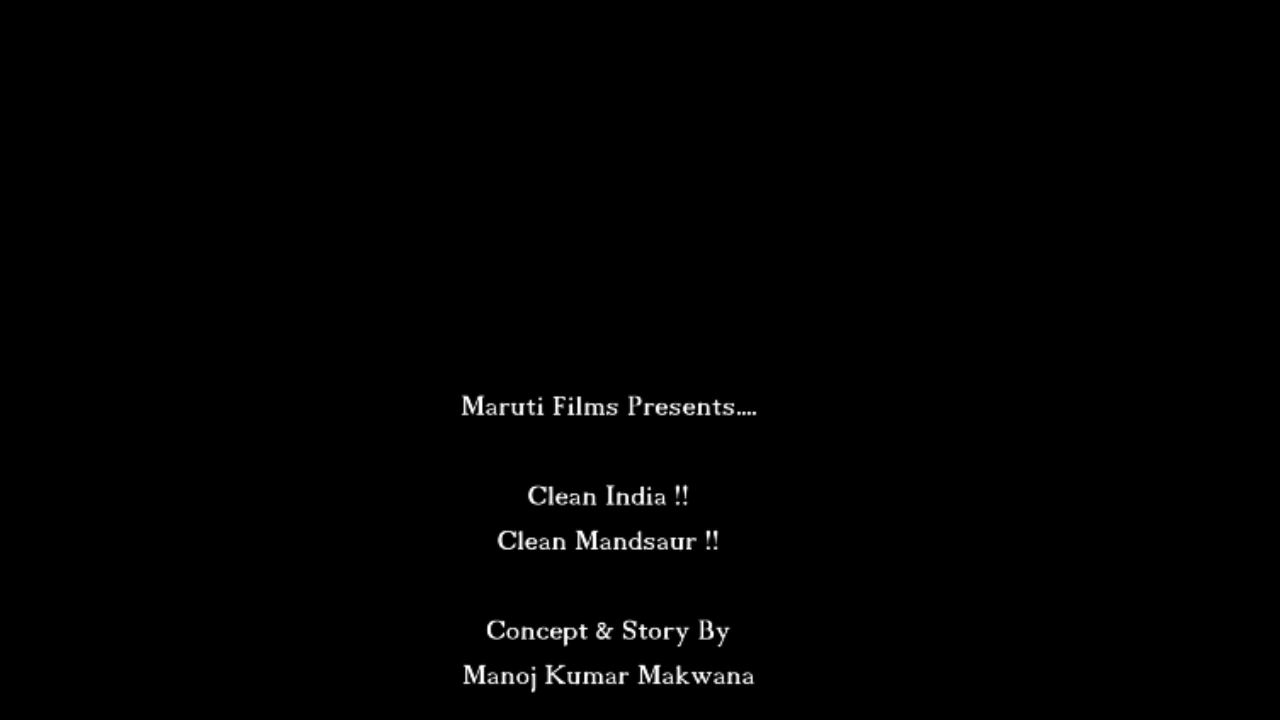 Maruti Films Presents....
Clean India !!
Clean Mandsaur !!
Concept & Story By
Manoj Kumar Makwana